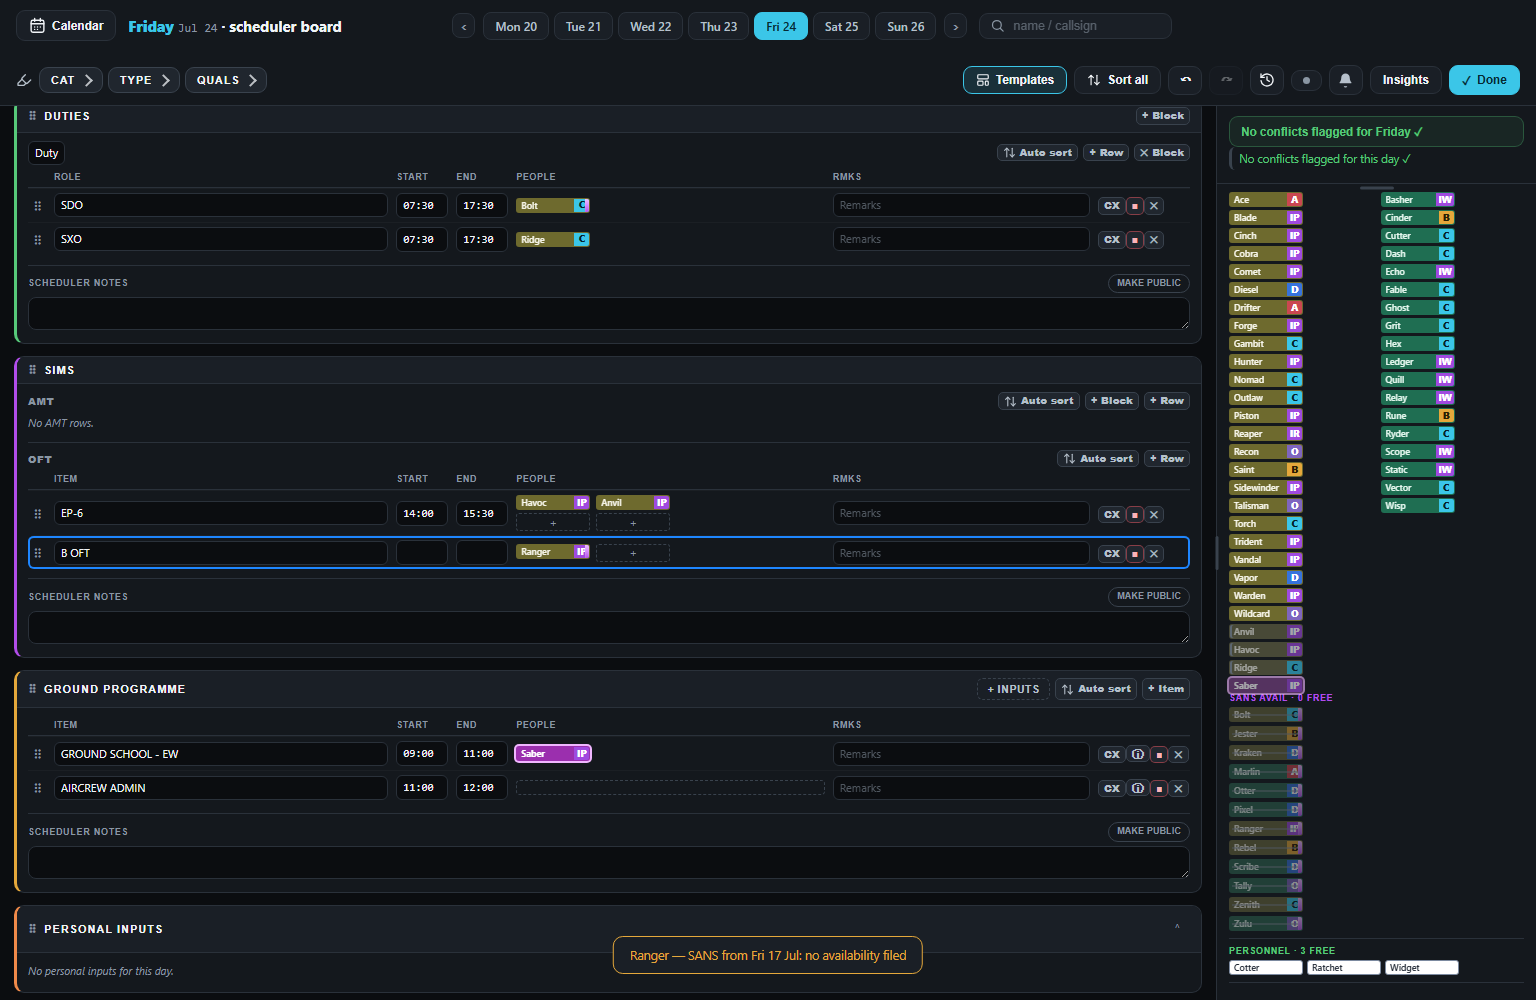 Calendar
Friday Jul 24 · scheduler board
‹ Mon 20 Tue 21 Wed 22 Thu 23 Fri 24 Sat 25 Sun 26 ›
name / callsign
CAT TYPE QUALS
Templates Sort all Insights ✓ Done
DUTIES + Block
Duty Auto sort + Row ✕ Block
ROLE START END PEOPLE RMKS
SDO 07:30 17:30 Bolt C Remarks CX ✕
SXO 07:30 17:30 Ridge C Remarks CX ✕
SCHEDULER NOTES MAKE PUBLIC
SIMS
AMT Auto sort + Block + Row
No AMT rows.
OFT Auto sort + Row
ITEM START END PEOPLE RMKS
EP-6 14:00 15:30 Havoc IP Anvil IP Remarks CX ✕
+ +
B OFT Ranger IP + Remarks CX ✕
SCHEDULER NOTES MAKE PUBLIC
GROUND PROGRAMME + INPUTS Auto sort + Item
ITEM START END PEOPLE RMKS
GROUND SCHOOL - EW 09:00 11:00 Saber IP Remarks CX ✕
AIRCREW ADMIN 11:00 12:00 Remarks CX ✕
SCHEDULER NOTES MAKE PUBLIC
PERSONAL INPUTS
No personal inputs for this day.
Ranger — SANS from Fri 17 Jul: no availability filed
No conflicts flagged for Friday ✓
No conflicts flagged for this day ✓
Ace A Basher IW
Blade IP Cinder B
Cinch IP Cutter C
Cobra IP Dash C
Comet IP Echo IW
Diesel D Fable C
Drifter A Ghost C
Forge IP Grit C
Gambit C Hex C
Hunter IP Ledger IW
Nomad C Quill IW
Outlaw C Relay IW
Piston IP Rune B
Reaper IR Ryder C
Recon O Scope IW
Saint B Static IW
Sidewinder IP Vector C
Talisman O Wisp C
Torch C
Trident IP
Vandal IP
Vapor D
Warden IP
Wildcard O
Anvil IP
Havoc IP
Ridge C
Saber IP
SANS AVAIL · 0 FREE
Bolt C
Jester B
Kraken D
Marlin A
Otter D
Pixel D
Ranger IP
Rebel B
Scribe D
Tally O
Zenith C
Zulu O
PERSONNEL · 3 FREE
Cotter Ratchet Widget